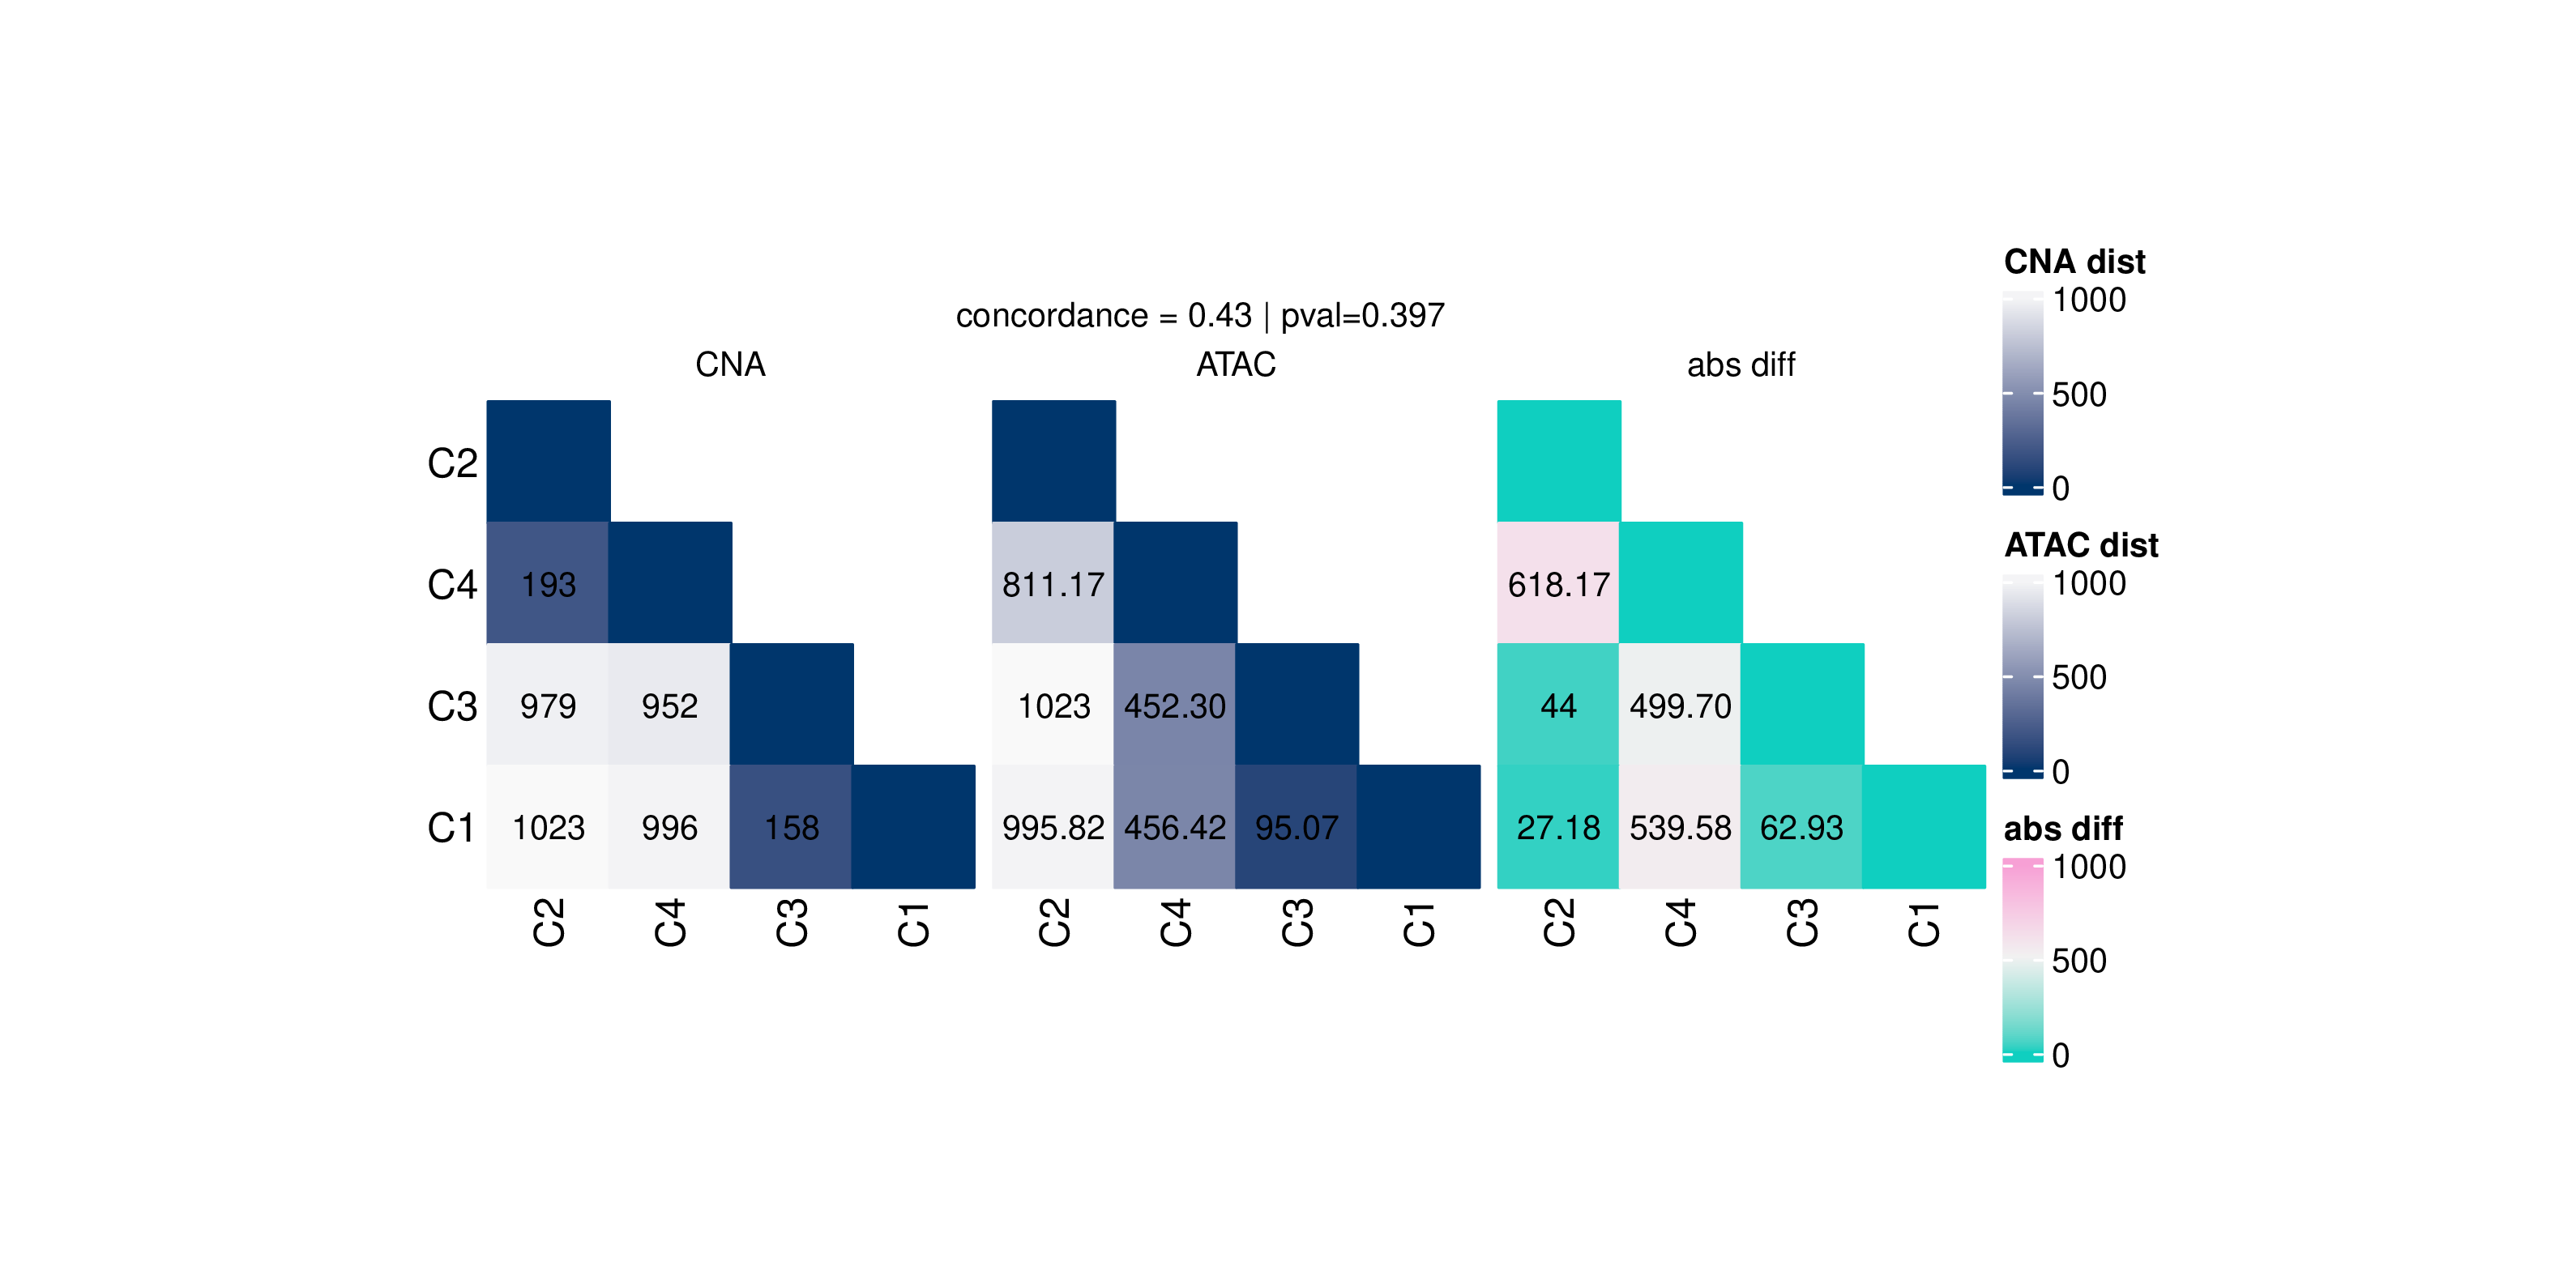 concordance = 0.43 | pval=0.397
CNA
ATAC
abs diff
C2
C4 193 811.17 618.17
C3 979 952 1023 452.30 44 499.70
C1 1023 996 158 995.82 456.42 95.07 27.18 539.58 62.93
C2 C4 C3 C1 C2 C4 C3 C1 C2 C4 C3 C1
CNA dist
1000
500
0
ATAC dist
1000
500
0
abs diff
1000
500
0